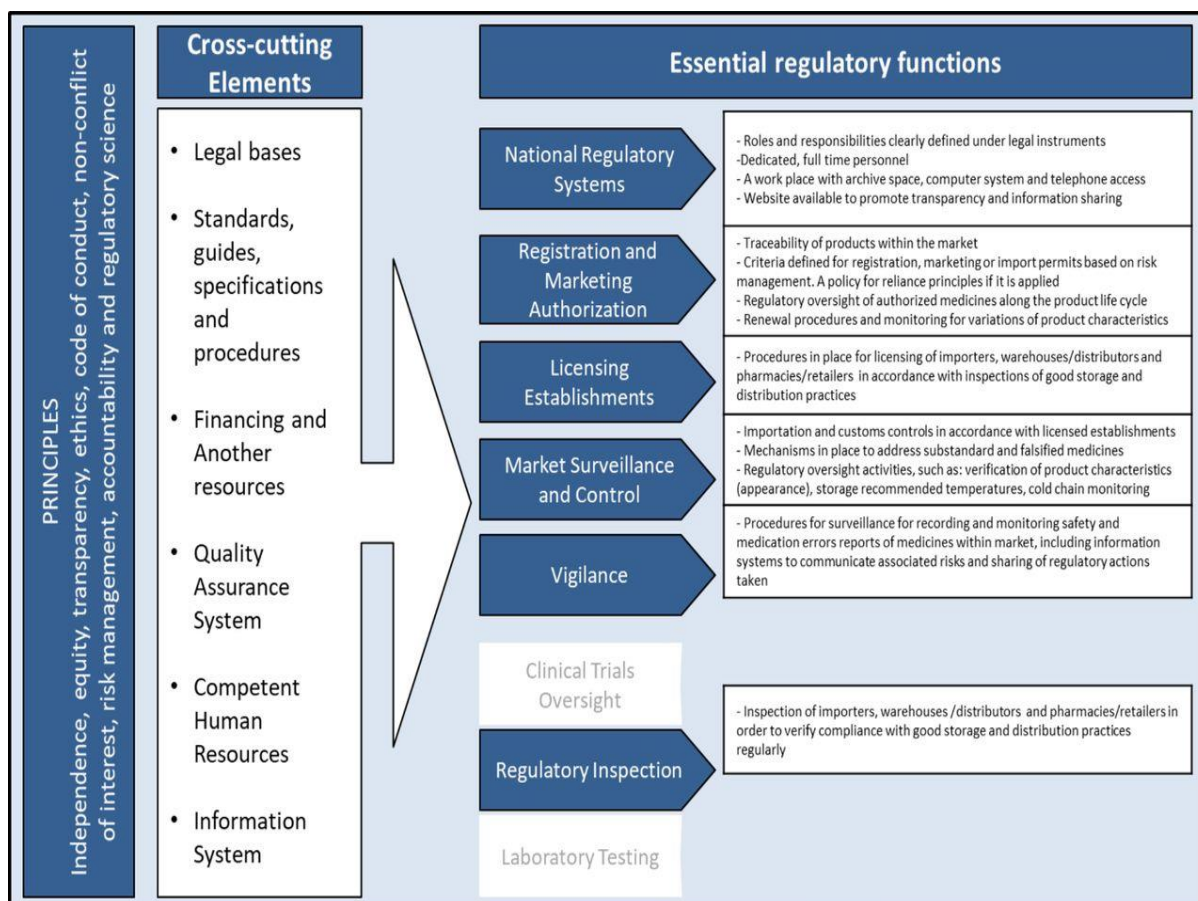 PRINCIPLES
Independence, equity, transparency, ethics, code of conduct, non-conflict
of interest, risk management, accountability and regulatory science
Cross-cutting
Elements
• Legal bases
• Standards,
guides,
specifications
and
procedures
• Financing and
Another
resources
• Quality
Assurance
System
• Competent
Human
Resources
• Information
System
Essential regulatory functions
National Regulatory
Systems
- Roles and responsibilities clearly defined under legal instruments
-Dedicated, full time personnel
- A work place with archive space, computer system and telephone access
- Website available to promote transparency and information sharing
Registration and
Marketing
Authorization
- Traceability of products within the market
- Criteria defined for registration, marketing or import permits based on risk
management. A policy for reliance principles if it is applied
- Regulatory oversight of authorized medicines along the product life cycle
- Renewal procedures and monitoring for variations of product characteristics
Licensing
Establishments
- Procedures in place for licensing of importers, warehouses/distributors and
pharmacies/retailers in accordance with inspections of good storage and
distribution practices
Market Surveillance
and Control
- Importation and customs controls in accordance with licensed establishments
- Mechanisms in place to address substandard and falsified medicines
- Regulatory oversight activities, such as: verification of product characteristics
(appearance), storage recommended temperatures, cold chain monitoring
Vigilance
- Procedures for surveillance for recording and monitoring safety and
medication errors reports of medicines within market, including information
systems to communicate associated risks and sharing of regulatory actions
taken
Clinical Trials
Oversight
Regulatory Inspection
- Inspection of importers, warehouses /distributors and pharmacies/retailers in
order to verify compliance with good storage and distribution practices
regularly
Laboratory Testing